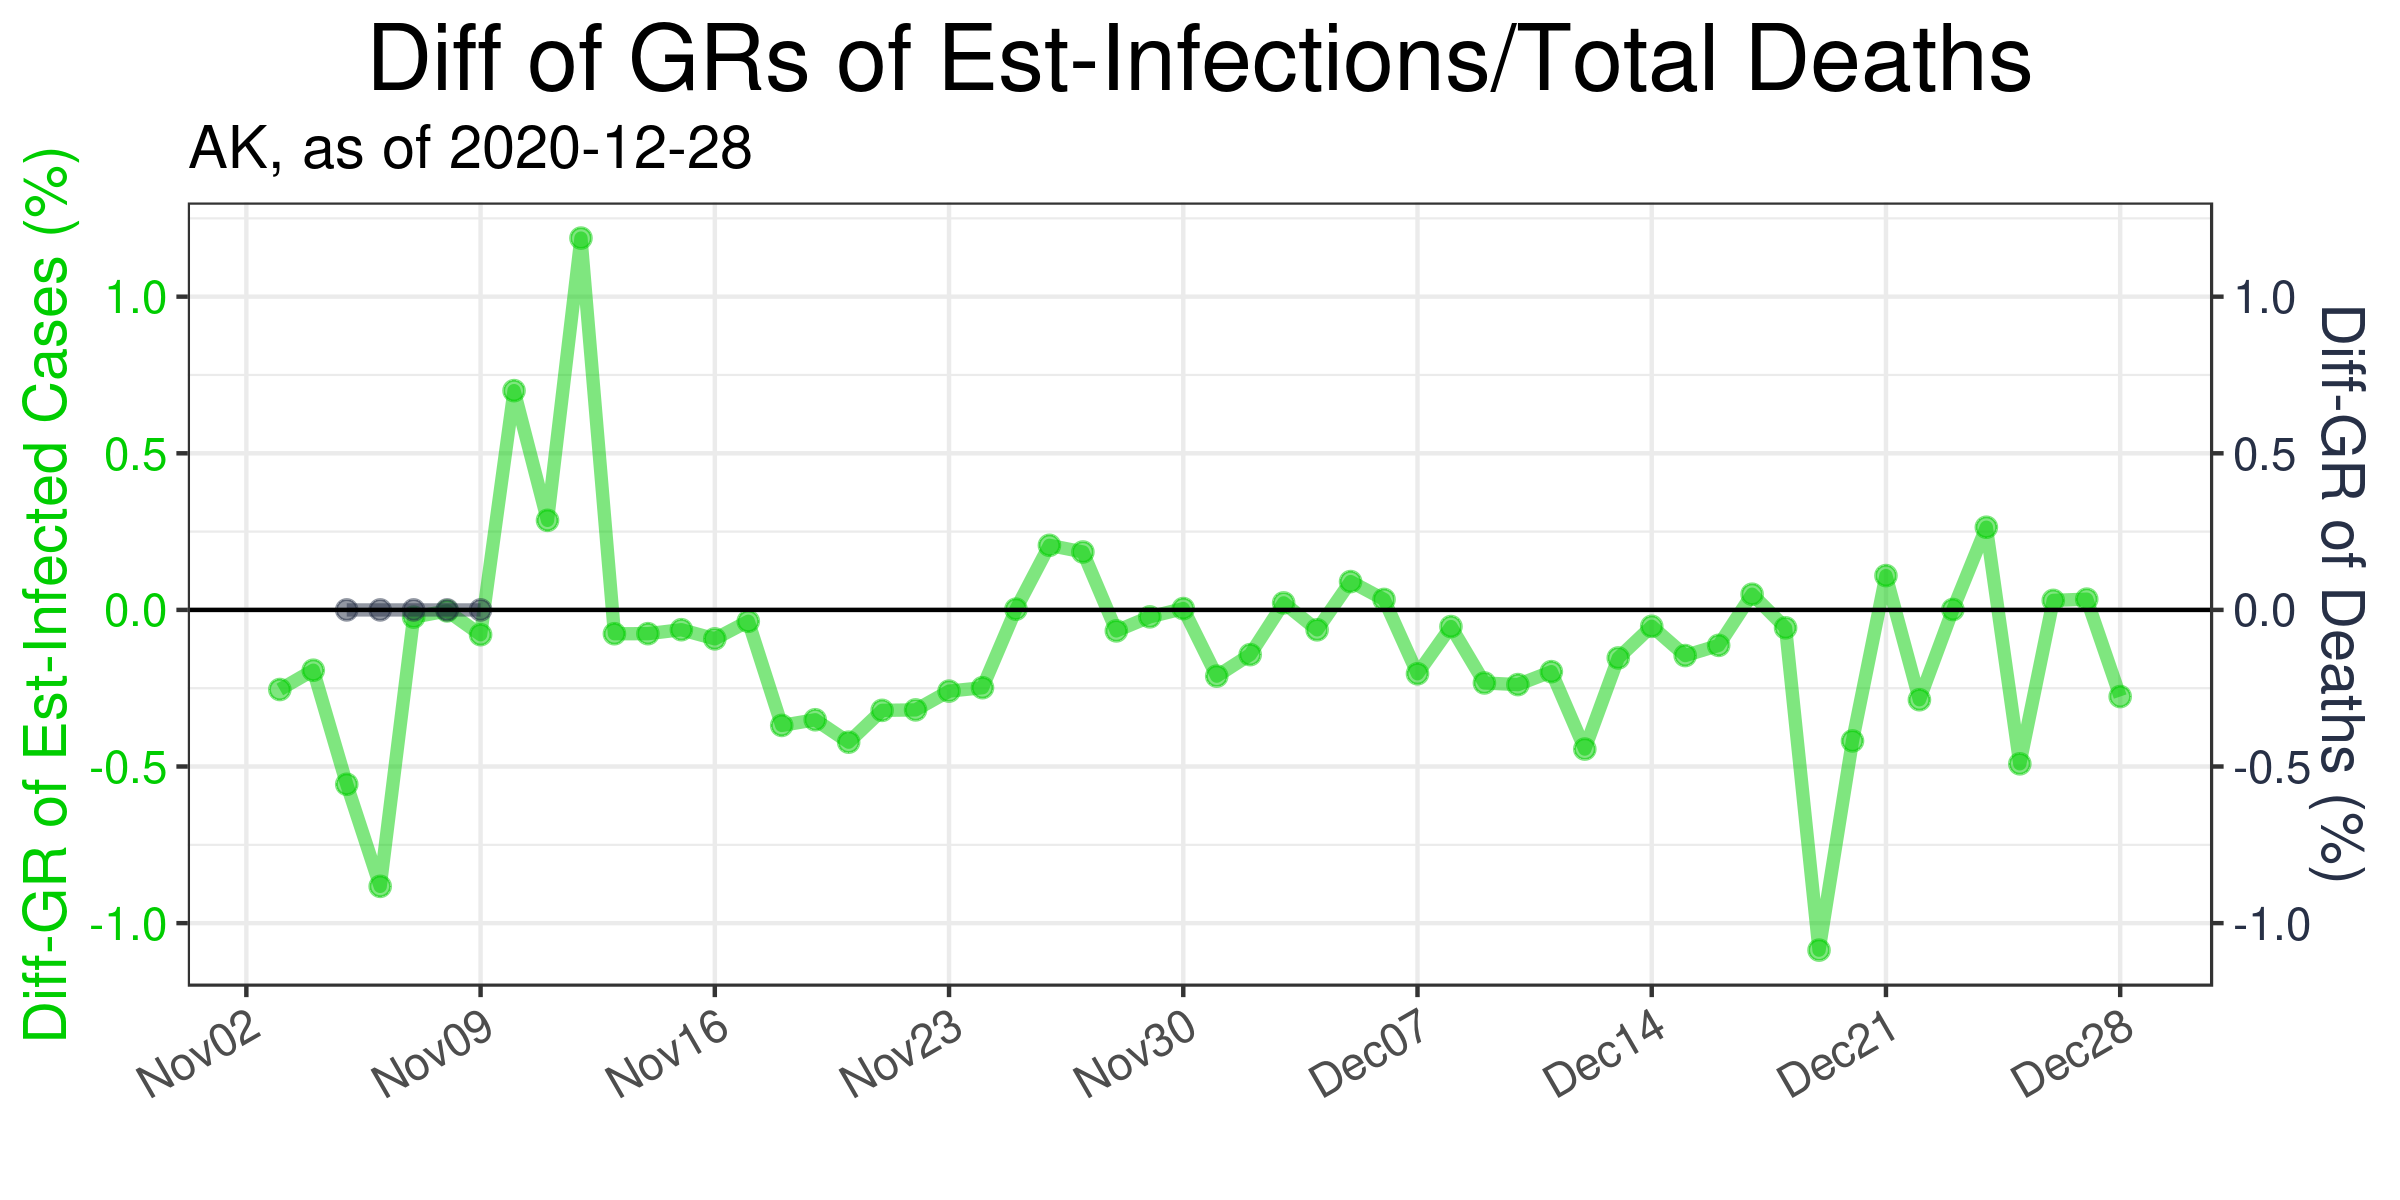 Diff of GRs of Est-Infections/Total Deaths
AK, as of 2020-12-28
Diff-GR of Est-Infected Cases (%)
1.0
0.5
0.0
-0.5
-1.0
1.0
0.5
0.0
-0.5
-1.0
Diff-GR of Deaths (%)
Nov02
Nov09
Nov16
Nov23
Nov30
Dec07
Dec14
Dec21
Dec28